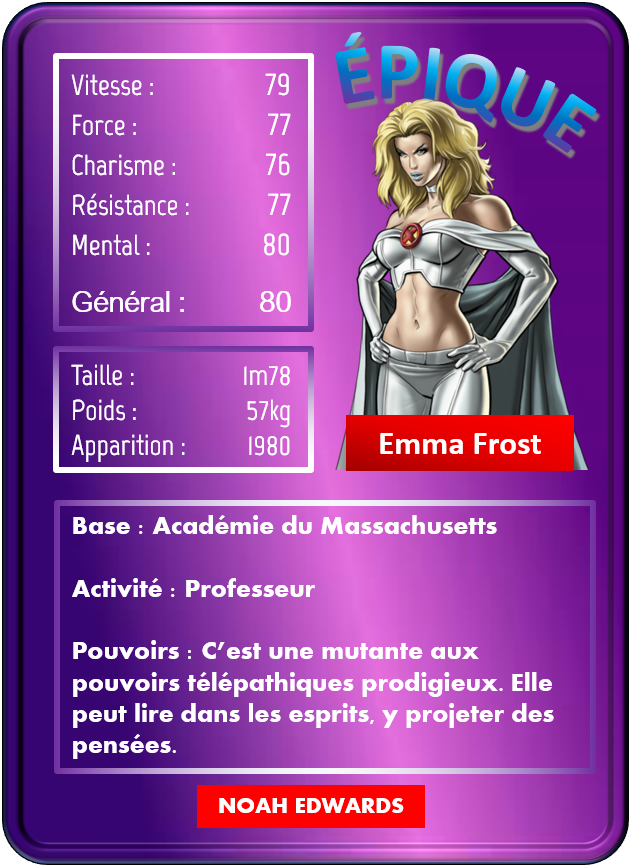 ÉPIQUE
Vitesse : 79
Force : 77
Charisme : 76
Résistance : 77
Mental : 80
Général : 80
Taille : 1m78
Poids : 57kg
Apparition : 1980
Emma Frost
Base : Académie du Massachusetts
Activité : Professeur
Pouvoirs : C’est une mutante aux
pouvoirs télépathiques prodigieux. Elle
peut lire dans les esprits, y projeter des
pensées.
NOAH EDWARDS